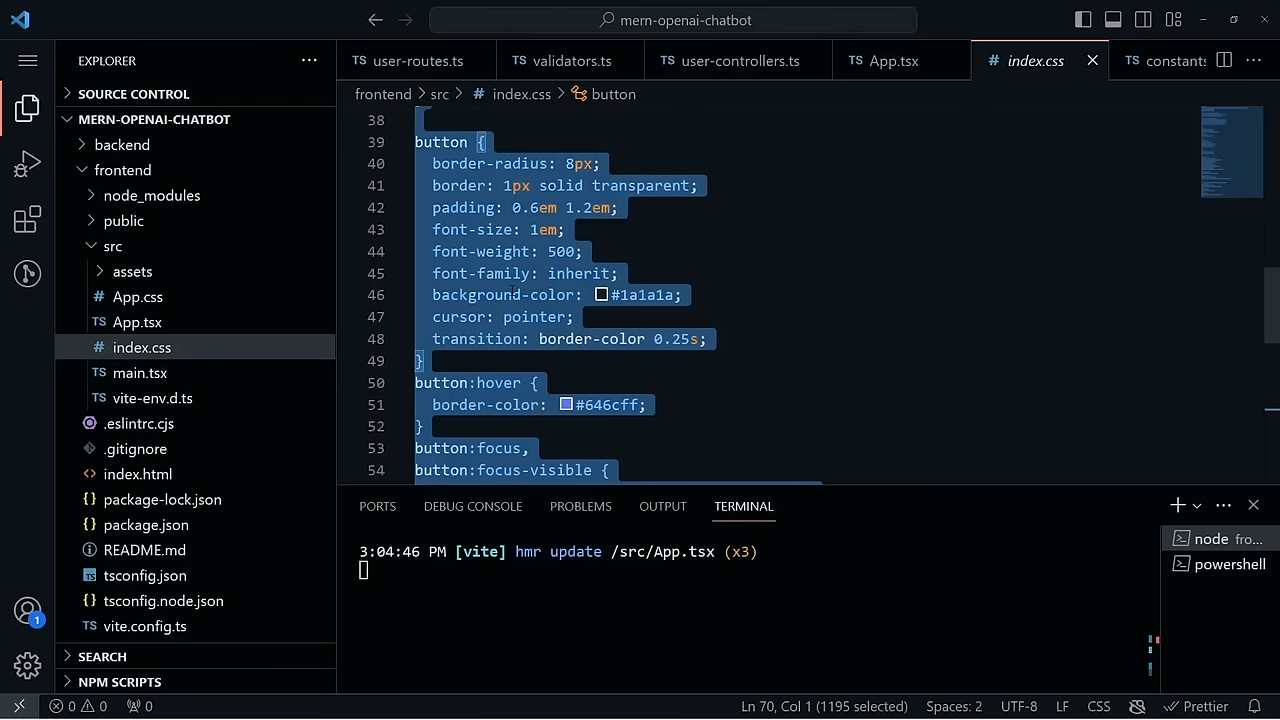 mern-openai-chatbot
EXPLORER
SOURCE CONTROL
MERN-OPENAI-CHATBOT
backend
frontend
node_modules
public
src
assets
# App.css
TS App.tsx
# index.css
TS main.tsx
TS vite-env.d.ts
.eslintrc.cjs
.gitignore
<> index.html
{} package-lock.json
{} package.json
README.md
TS tsconfig.json
{} tsconfig.node.json
TS vite.config.ts
SEARCH
NPM SCRIPTS
1
TS user-routes.ts
TS validators.ts
TS user-controllers.ts
TS App.tsx
# index.css
TS constants
frontend > src > # index.css > button
38
39 button {
40 border-radius: 8px;
41 border: 1px solid transparent;
42 padding: 0.6em 1.2em;
43 font-size: 1em;
44 font-weight: 500;
45 font-family: inherit;
46 background-color: #1a1a1a;
47 cursor: pointer;
48 transition: border-color 0.25s;
49 }
50 button:hover {
51 border-color: #646cff;
52 }
53 button:focus,
54 button:focus-visible {
PORTS DEBUG CONSOLE PROBLEMS OUTPUT TERMINAL
3:04:46 PM [vite] hmr update /src/App.tsx (x3)
node fro...
powershell
0 0 0
Ln 70, Col 1 (1195 selected) Spaces: 2 UTF-8 LF CSS Prettier